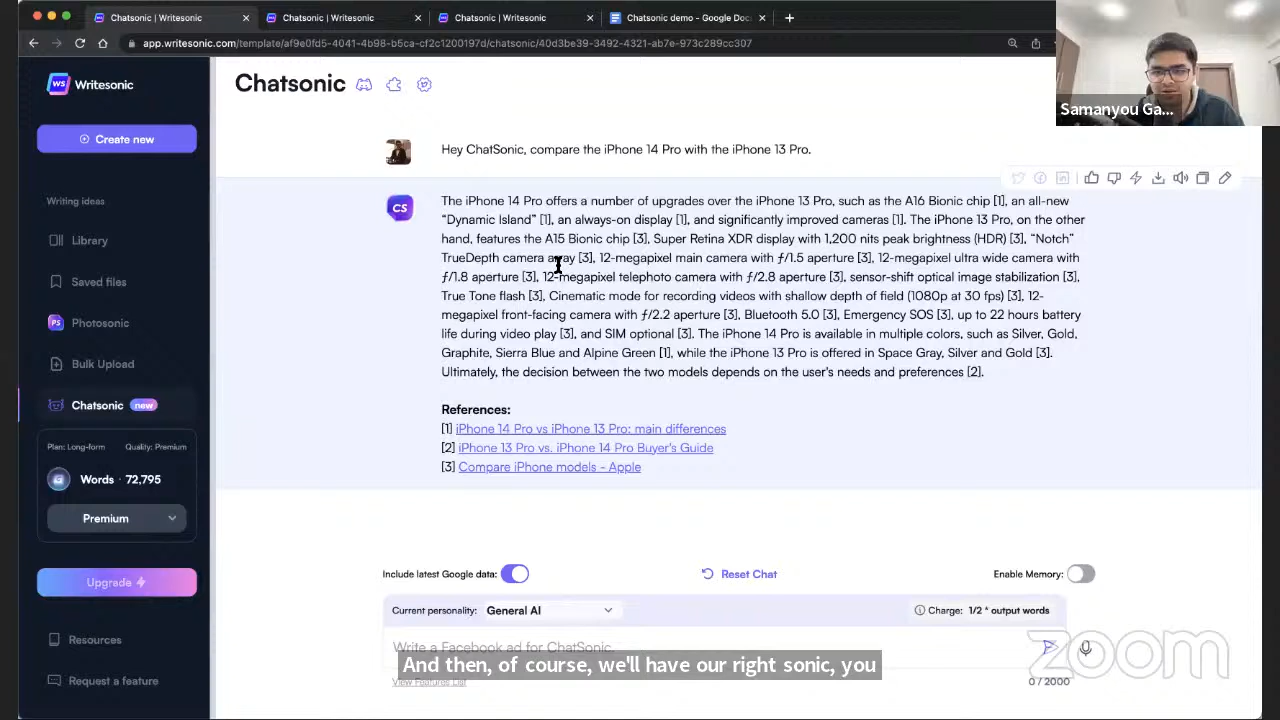 Chatsonic | Writesonic
Chatsonic | Writesonic
Chatsonic | Writesonic
Chatsonic demo - Google Doc
app.writesonic.com/template/af9e0fd5-4041-4b98-b5ca-cf2c1200197d/chatsonic/40d3be39-3492-4321-ab7e-973c289cc307
Samanyou Ga...
WS Writesonic
Create new
Writing ideas
Library
Saved files
PS Photosonic
Bulk Upload
Chatsonic new
Plan: Long-form Quality: Premium
Words · 72,795
Premium
Upgrade
Resources
Request a feature
Chatsonic
Hey ChatSonic, compare the iPhone 14 Pro with the iPhone 13 Pro.
CS
The iPhone 14 Pro offers a number of upgrades over the iPhone 13 Pro, such as the A16 Bionic chip [1], an all-new
“Dynamic Island” [1], an always-on display [1], and significantly improved cameras [1]. The iPhone 13 Pro, on the other
hand, features the A15 Bionic chip [3], Super Retina XDR display with 1,200 nits peak brightness (HDR) [3], “Notch”
TrueDepth camera array [3], 12-megapixel main camera with ƒ/1.5 aperture [3], 12-megapixel ultra wide camera with
ƒ/1.8 aperture [3], 12-megapixel telephoto camera with ƒ/2.8 aperture [3], sensor-shift optical image stabilization [3],
True Tone flash [3], Cinematic mode for recording videos with shallow depth of field (1080p at 30 fps) [3], 12-
megapixel front-facing camera with ƒ/2.2 aperture [3], Bluetooth 5.0 [3], Emergency SOS [3], up to 22 hours battery
life during video play [3], and SIM optional [3]. The iPhone 14 Pro is available in multiple colors, such as Silver, Gold,
Graphite, Sierra Blue and Alpine Green [1], while the iPhone 13 Pro is offered in Space Gray, Silver and Gold [3].
Ultimately, the decision between the two models depends on the user's needs and preferences [2].
References:
[1] iPhone 14 Pro vs iPhone 13 Pro: main differences
[2] iPhone 13 Pro vs. iPhone 14 Pro Buyer's Guide
[3] Compare iPhone models - Apple
Include latest Google data:
Reset Chat
Enable Memory:
Current personality: General AI
Charge: 1/2 * output words
Write a Facebook ad for ChatSonic.
And then, of course, we'll have our right sonic, you
View Features List
0 / 2000
zoom